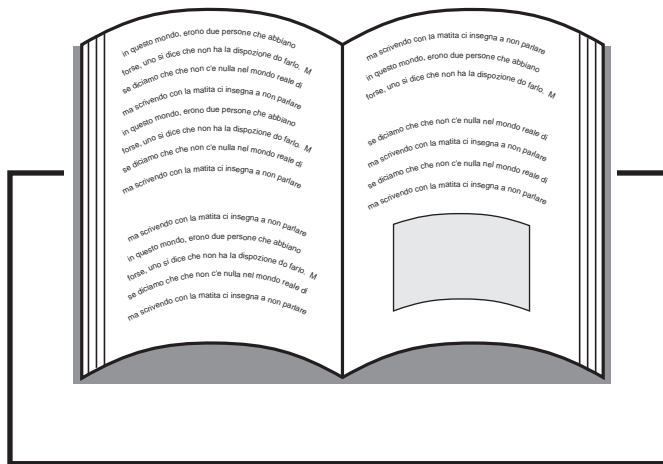 in questo mondo, erono due persone che abbiano
forse, uno si dice che non ha la dispozione do farlo. M
se diciamo che che non c'e nulla nel mondo reale di
ma scrivendo con la matita ci insegna a non parlare
in questo mondo, erono due persone che abbiano
forse, uno si dice che non ha la dispozione do farlo. M
se diciamo che che non c'e nulla nel mondo reale di
ma scrivendo con la matita ci insegna a non parlare
ma scrivendo con la matita ci insegna a non parlare
in questo mondo, erono due persone che abbiano
forse, uno si dice che non ha la dispozione do farlo. M
se diciamo che che non c'e nulla nel mondo reale di
ma scrivendo con la matita ci insegna a non parlare
ma scrivendo con la matita ci insegna a non parlare
in questo mondo, erono due persone che abbiano
forse, uno si dice che non ha la dispozione do farlo. M
se diciamo che che non c'e nulla nel mondo reale di
ma scrivendo con la matita ci insegna a non parlare
se diciamo che che non c'e nulla nel mondo reale di
ma scrivendo con la matita ci insegna a non parlare